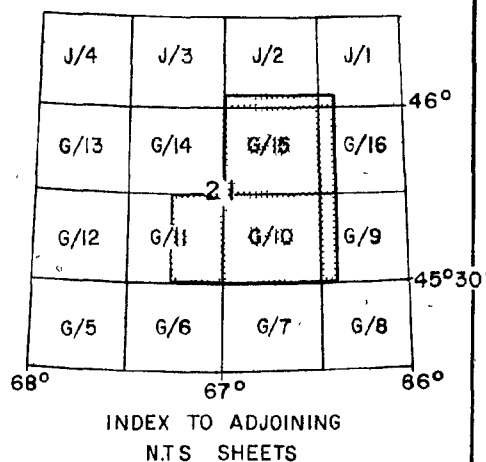 J/4 J/3 J/2 J/1
46°
G/13 G/14 G/15 G/16
21
G/12 G/11 G/10 G/9
45°30'
G/5 G/6 G/7 G/8
68° 67° 66°
INDEX TO ADJOINING
N.T.S SHEETS